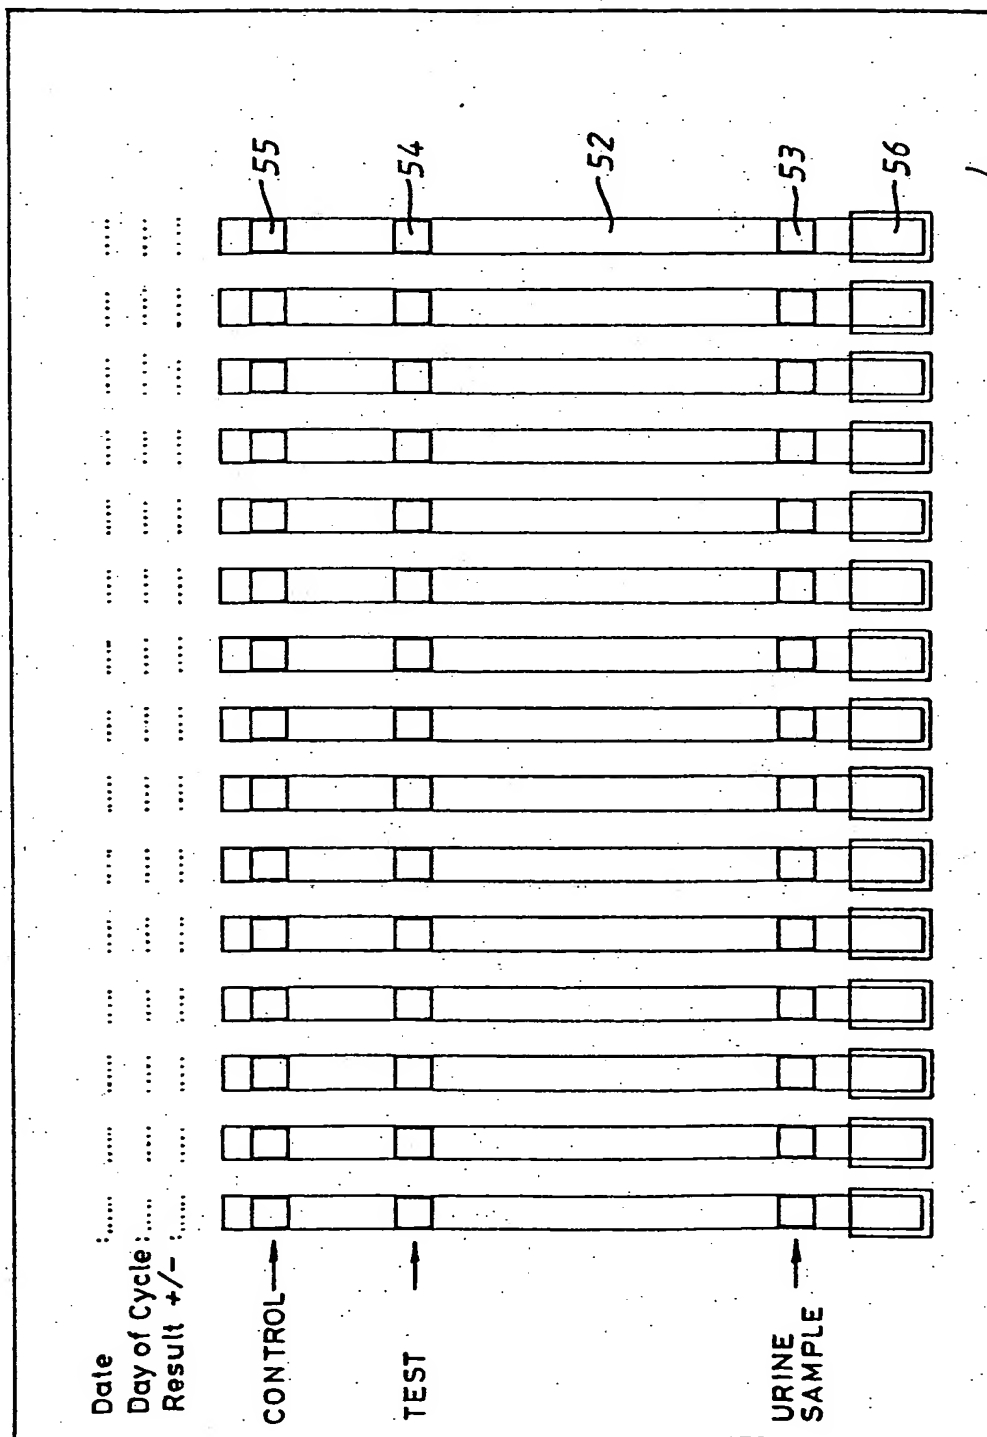 Date :...... ...... ...... ..... ..... ..... ..... ..... ..... ..... ...... ..... ..... ..... .....
Day of Cycle :..... ..... ..... ..... ..... ..... ..... ..... ..... ..... ..... ..... ..... ..... .....
Result +/- :...... ..... ..... ..... ..... ..... ..... ..... ..... ..... ..... ..... ..... ..... .....
CONTROL
55
TEST
54
52
URINE
SAMPLE
53
56